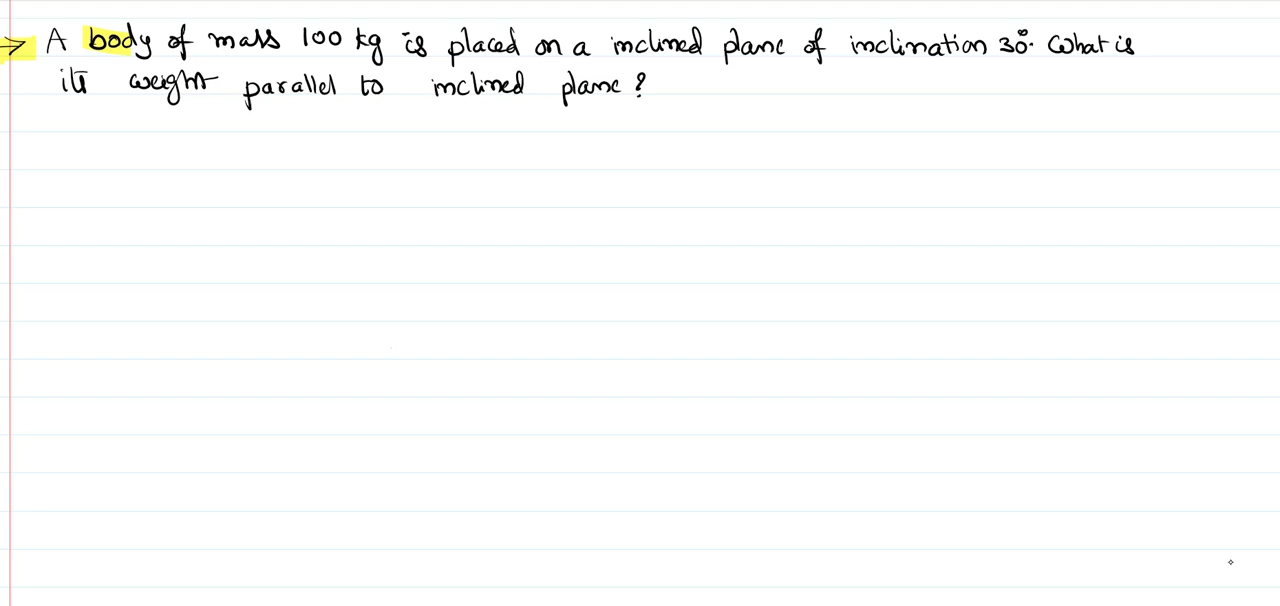 → A body of mass 100 kg is placed on a inclined plane of inclination 30°. What is
its weight parallel to inclined plane?